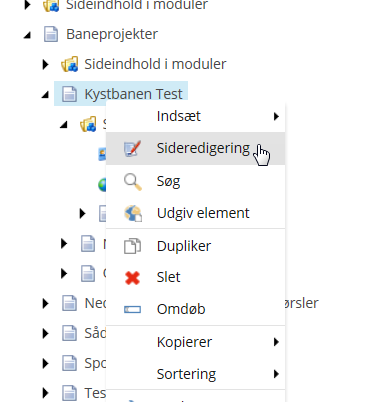 Sideindhold i moduler
Baneprojekter
Sideindhold i moduler
Kystbanen Test
Indsæt
Sideredigering
Søg
Udgiv element
Dupliker
Slet
Omdøb
Kopierer
Sortering